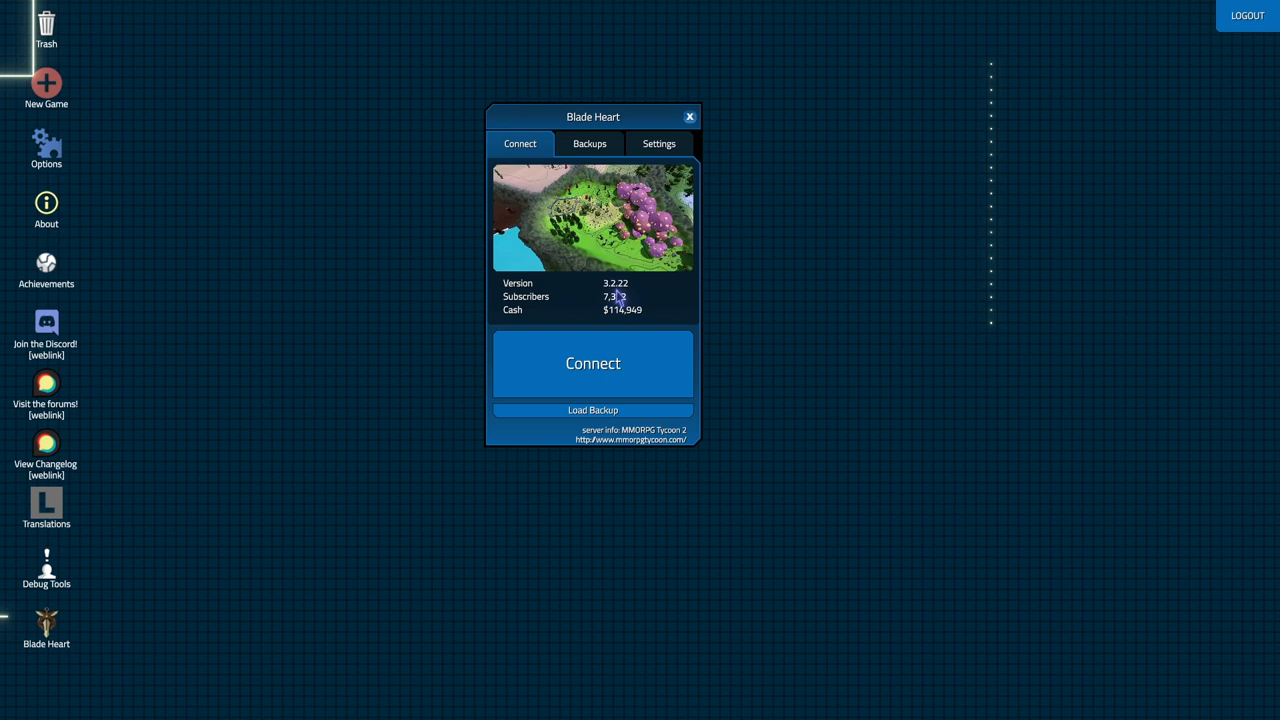 LOGOUT
Trash
New Game
Options
About
Achievements
Join the Discord!
[weblink]
Visit the forums!
[weblink]
View Changelog
[weblink]
Translations
Debug Tools
Blade Heart
Blade Heart
Connect Backups Settings
Version 3.2.22
Subscribers
Cash $114,949
Connect
Load Backup
server info: MMORPG Tycoon 2
http://www.mmorpgtycoon.com/